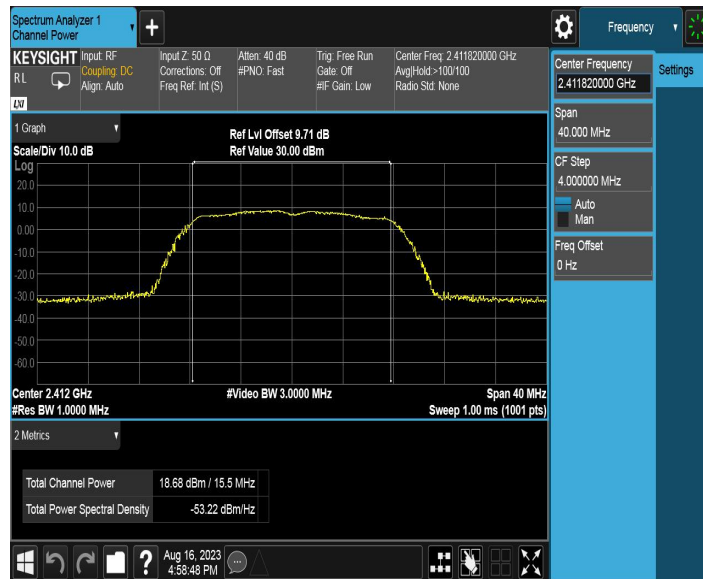 Spectrum Analyzer 1
Channel Power
+
Frequency
KEYSIGHT
RL
LXI
Input: RF
Coupling: DC
Align: Auto
Input Z: 50 Ω
Corrections: Off
Freq Ref: Int (S)
Atten: 40 dB
#PNO: Fast
Trig: Free Run
Gate: Off
#IF Gain: Low
Center Freq: 2.411820000 GHz
Avg|Hold:>100/100
Radio Std: None
Center Frequency
2.411820000 GHz
Settings
Span
40.000 MHz
CF Step
4.000000 MHz
Auto
Man
Freq Offset
0 Hz
1 Graph
Scale/Div 10.0 dB
Ref Lvl Offset 9.71 dB
Ref Value 30.00 dBm
Log
20.0
10.0
0.00
-10.0
-20.0
-30.0
-40.0
-50.0
-60.0
Center 2.412 GHz
#Res BW 1.0000 MHz
#Video BW 3.0000 MHz
Span 40 MHz
Sweep 1.00 ms (1001 pts)
2 Metrics
Total Channel Power 18.68 dBm / 15.5 MHz
Total Power Spectral Density -53.22 dBm/Hz
?
Aug 16, 2023
4:58:48 PM